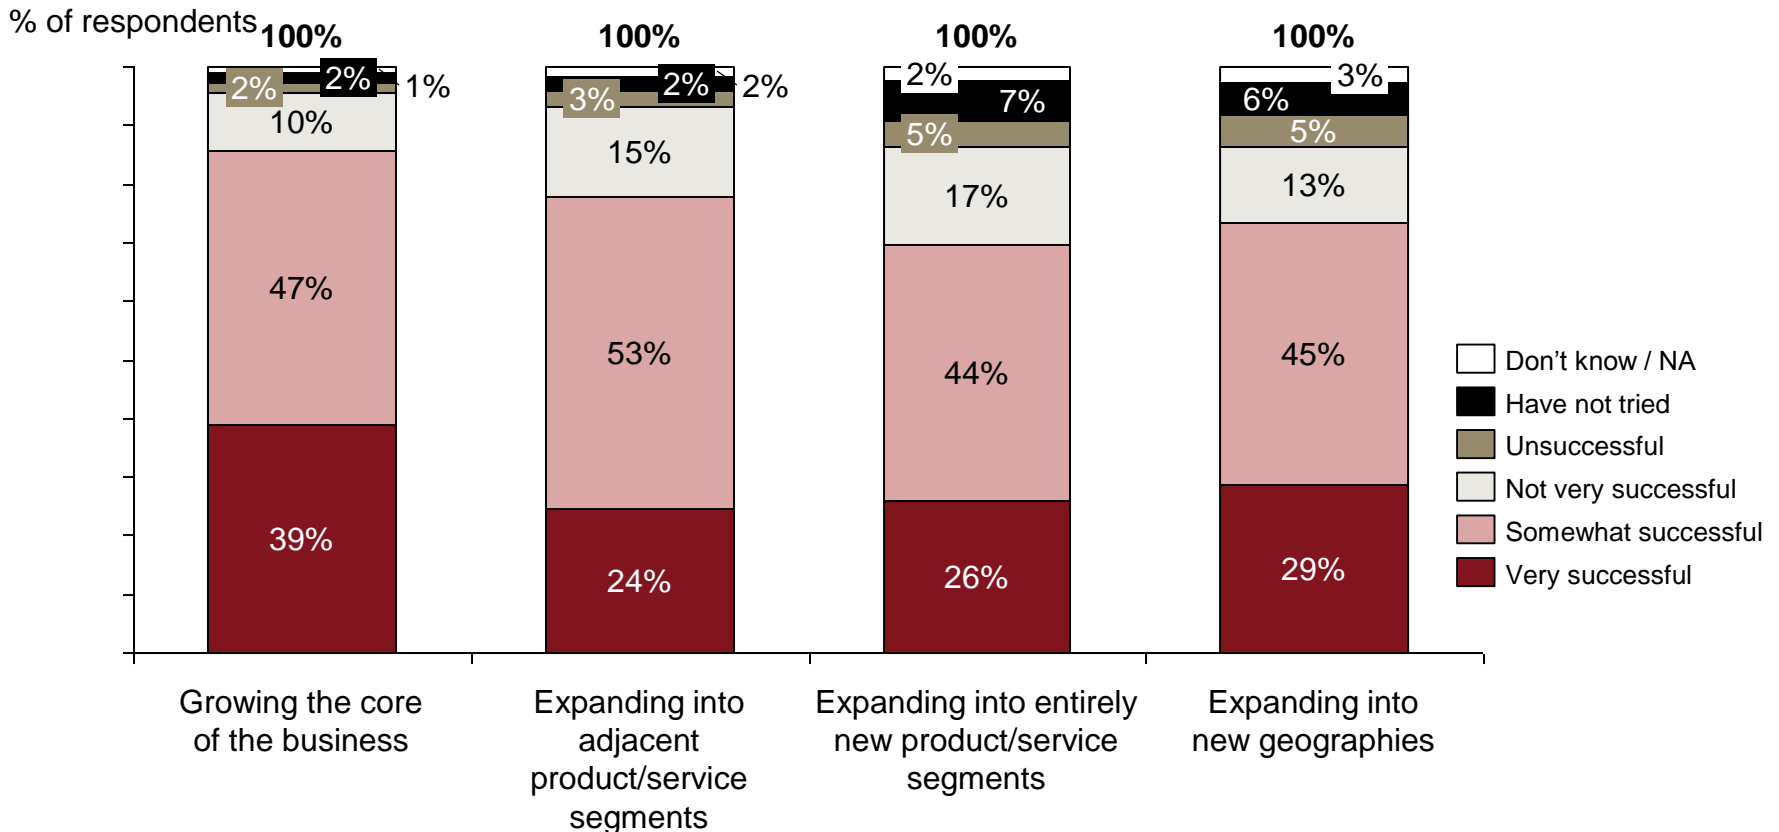 % of respondents
100%
100%
100%
100%
2%
2%
1%
10%
47%
39%
3%
2%
2%
15%
53%
24%
2%
7%
5%
17%
44%
26%
3%
6%
5%
13%
45%
29%
Don't know / NA
Have not tried
Unsuccessful
Not very successful
Somewhat successful
Very successful
Growing the core
of the business
Expanding into
adjacent
product/service
segments
Expanding into entirely
new product/service
segments
Expanding into
new geographies